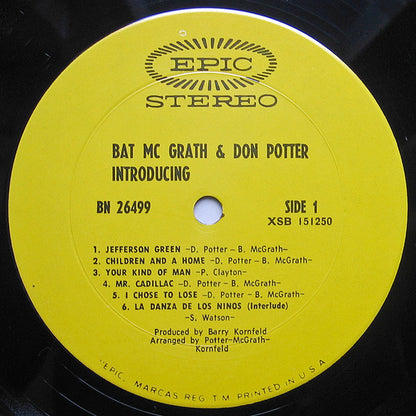 EPIC
STEREO
BAT MC GRATH & DON POTTER
INTRODUCING
BN 26499
SIDE 1
XSB 151250
1. JEFFERSON GREEN -D. Potter - B. McGrath-
2. CHILDREN AND A HOME -D. Potter - B. McGrath-
3. YOUR KIND OF MAN -P. Clayton-
4. MR. CADILLAC -D. Potter - B. McGrath-
5. I CHOSE TO LOSE -D. Potter - B. McGrath-
6. LA DANZA DE LOS NINOS (Interlude)
-S. Watson-
Produced by Barry Kornfeld
Arranged by Potter-McGrath-
Kornfeld
"EPIC, MARCAS REG. T.M. PRINTED IN U.S.A.